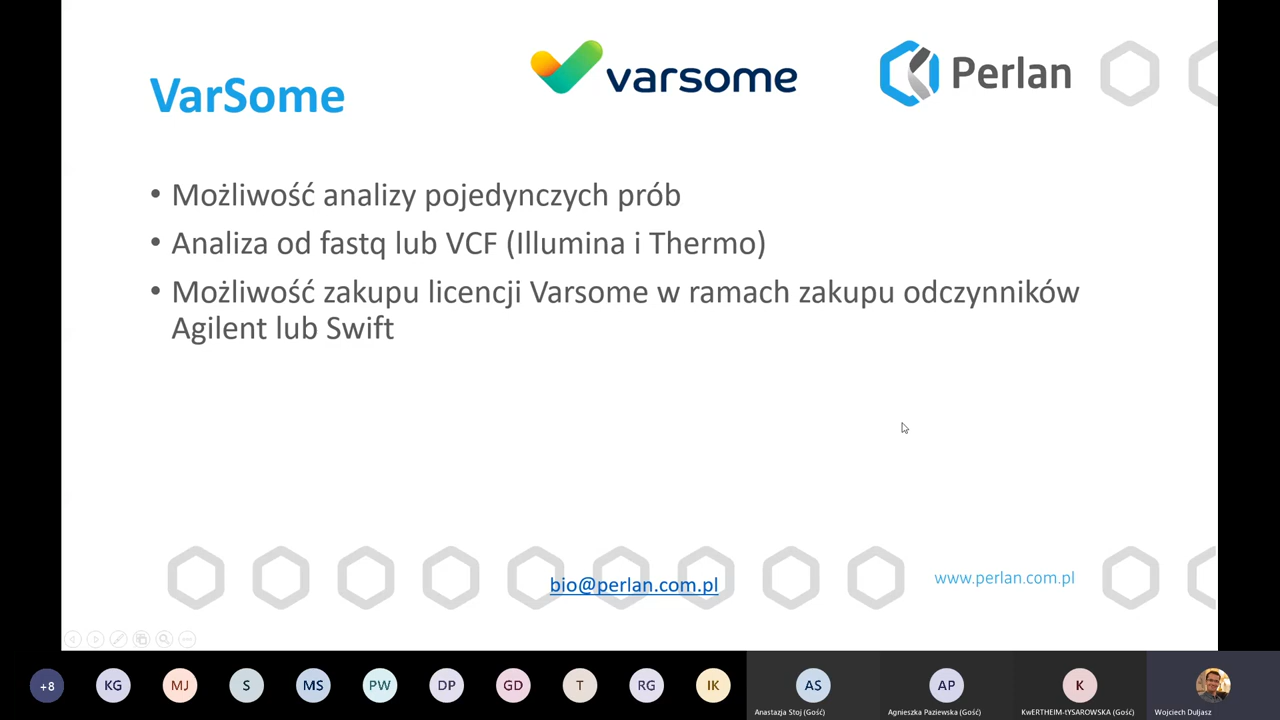 VarSome
varsome
Perlan
• Możliwość analizy pojedynczych prób
• Analiza od fastq lub VCF (Illumina i Thermo)
• Możliwość zakupu licencji Varsome w ramach zakupu odczynników
Agilent lub Swift
bio@perlan.com.pl
www.perlan.com.pl
+8
KG
MJ
S
MS
PW
DP
GD
T
RG
IK
AS
AP
K
Anastazja Stoj (Gość)
Agnieszka Paziewska (Gość)
KwERTHEIM-tYSAROWSKA (Gość)
Wojciech Duljasz